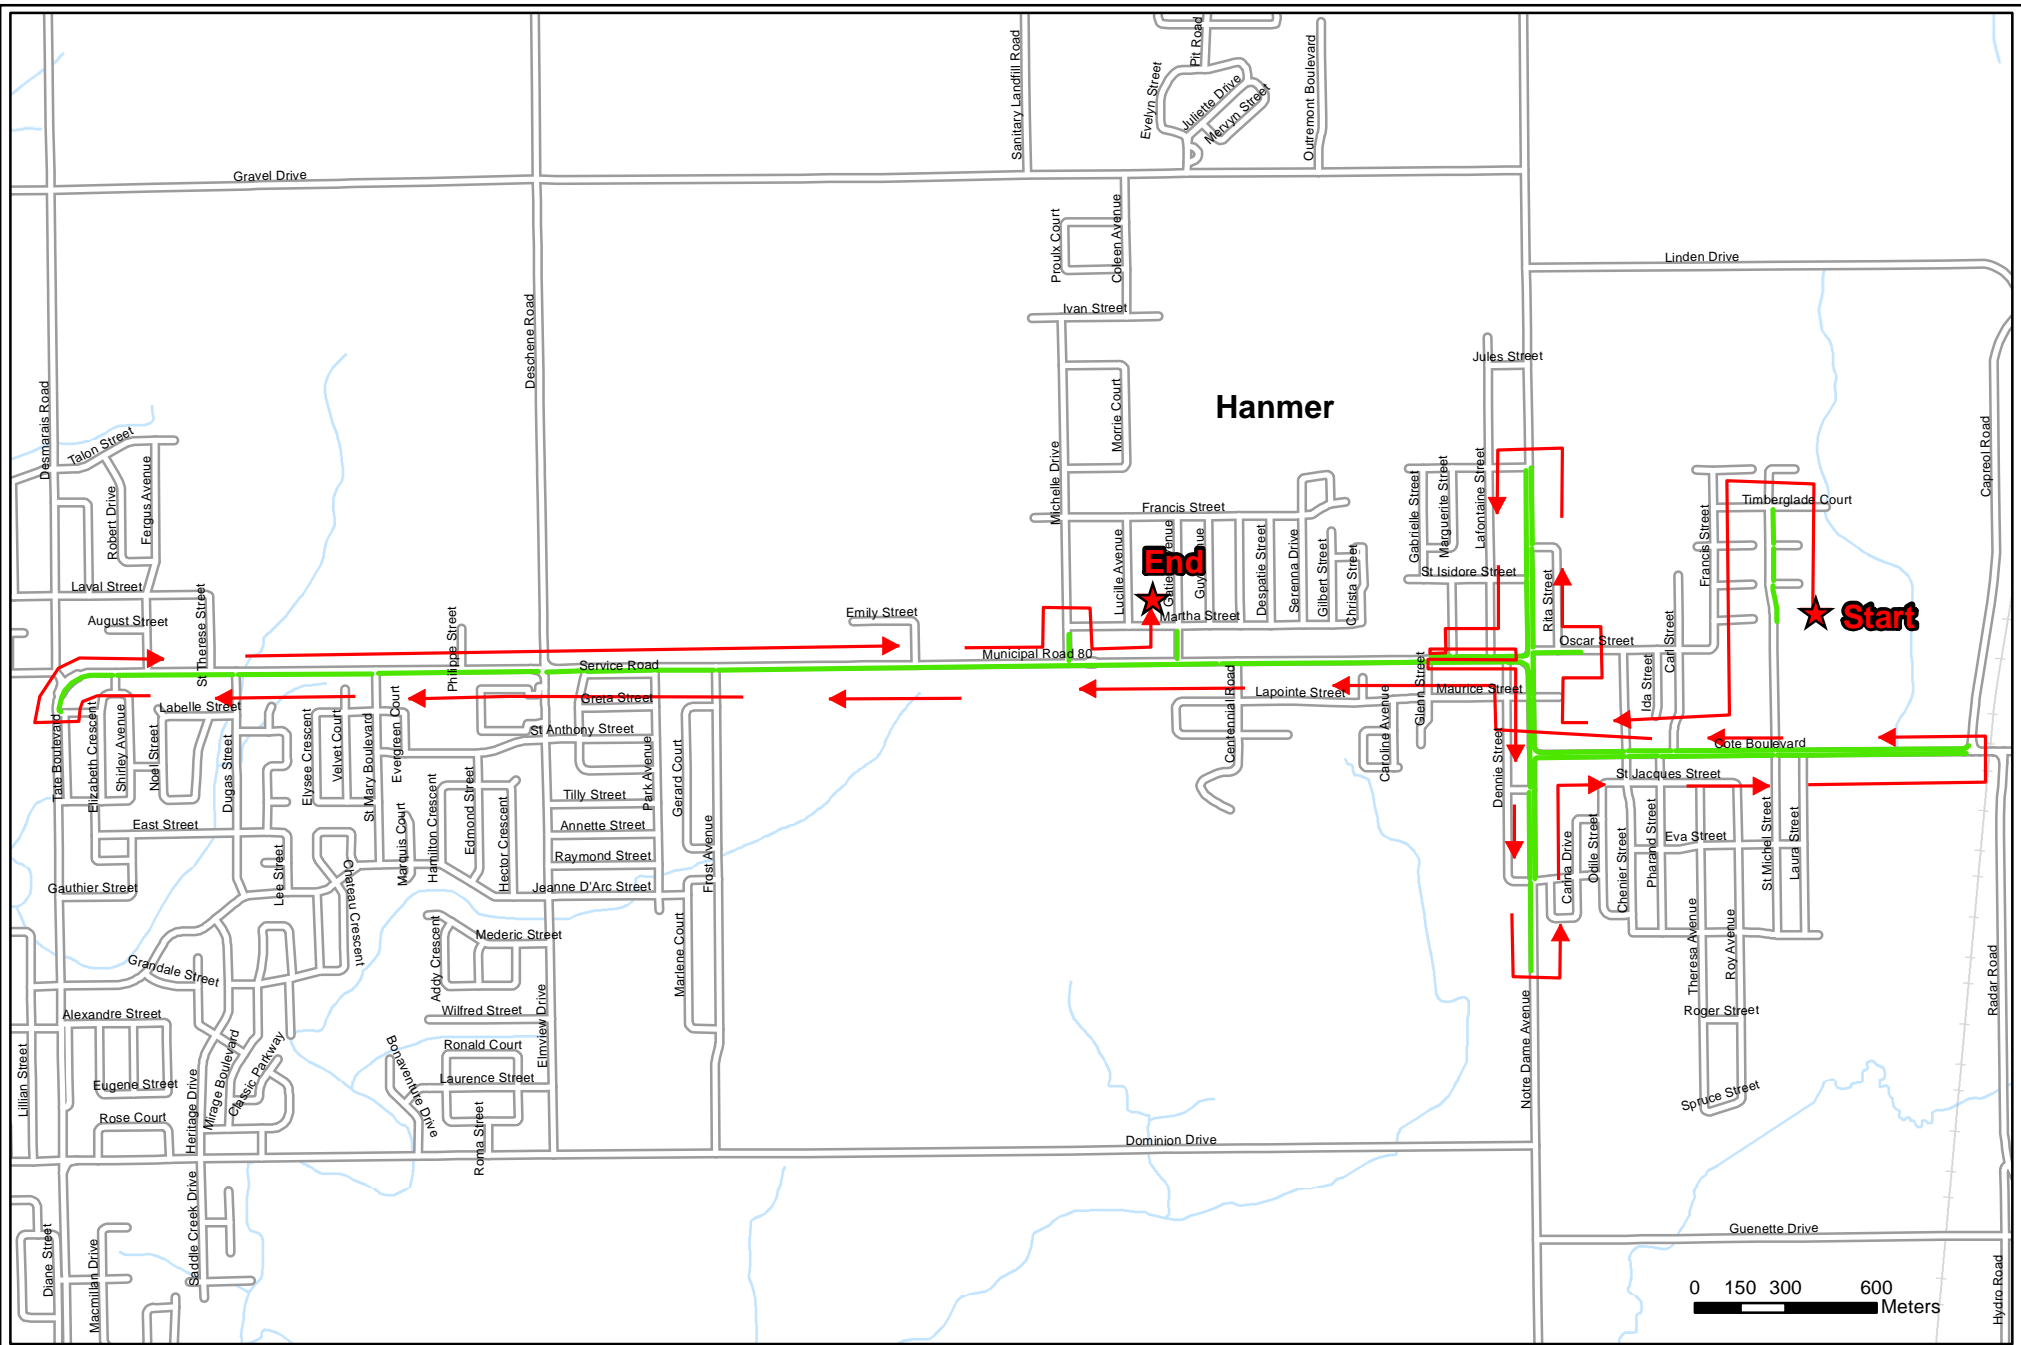 Pit Road
Sanitary Landfill Road
Outremont Boulevard
Evelyn Street
Juliette Drive
Mervyn Street
Gravel Drive
Proulx Court
Coleen Avenue
Linden Drive
Ivan Street
Deschene Road
Jules Street
Desmarais Road
Morrie Court
Hanmer
Capreol Road
Talon Street
Michelle Drive
Robert Drive
Fergus Avenue
Francis Street
Gabrielle Street
Marguerite Street
Lafontaine Street
Timberglade Court
Francis Street
End
Lucille Avenue
Despatie Street
Serenna Drive
Gilbert Street
Christa Street
St Isidore Street
Rita Street
Laval Street
August Street
St Therese Street
Philippe Street
Emily Street
Martha Street
Start
Oscar Street
Carl Street
Municipal Road 80
Service Road
Greta Street
Lapointe Street
Maurice Street
Glenn Street
Ida Street
Labelle Street
Tate Boulevard
Elizabeth Crescent
Shirley Avenue
Noel Street
Dugas Street
Elysee Crescent
Velvet Court
St Mary Boulevard
Evergreen Court
St Anthony Street
Park Avenue
Gerard Court
Centennial Road
Caroline Avenue
Dennie Street
Cote Boulevard
St Jacques Street
Tilly Street
Annette Street
Raymond Street
Jeanne D'Arc Street
East Street
Gauthier Street
Lee Street
Chateau Crescent
Marquis Court
Hamilton Crescent
Edmond Street
Hector Crescent
Frost Avenue
Carina Drive
Odile Street
Chenier Street
Pharand Street
Eva Street
St Michel Street
Laura Street
Theresa Avenue
Roy Avenue
Addy Crescent
Mederic Street
Marlene Court
Grandale Street
Wilfred Street
Elmview Drive
Notre Dame Avenue
Radar Road
Roger Street
Spruce Street
Alexandre Street
Ronald Court
Laurence Street
Bonaventure Drive
Roma Street
Lillian Street
Eugene Street
Rose Court
Heritage Drive
Mirage Boulevard
Classic Parkway
Dominion Drive
Saddle Creek Drive
Diane Street
Macmillan Drive
Guenette Drive
Hydro Road
0 150 300 600
Meters